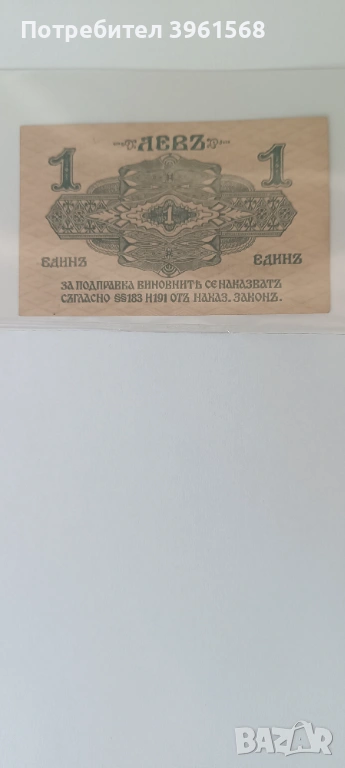 Потребител 3961568
ЛЕВЪ
1 1
1
ЕДИНЪ ЕДИНЪ
ЗА ПОДПРАВКА ВИНОВНИТѢ СЕ НАКАЗВАТЪ
СЪГЛАСНО §§183 И 191 ОТЪ НАКАЗ. ЗАКОНЪ.
BAZAR